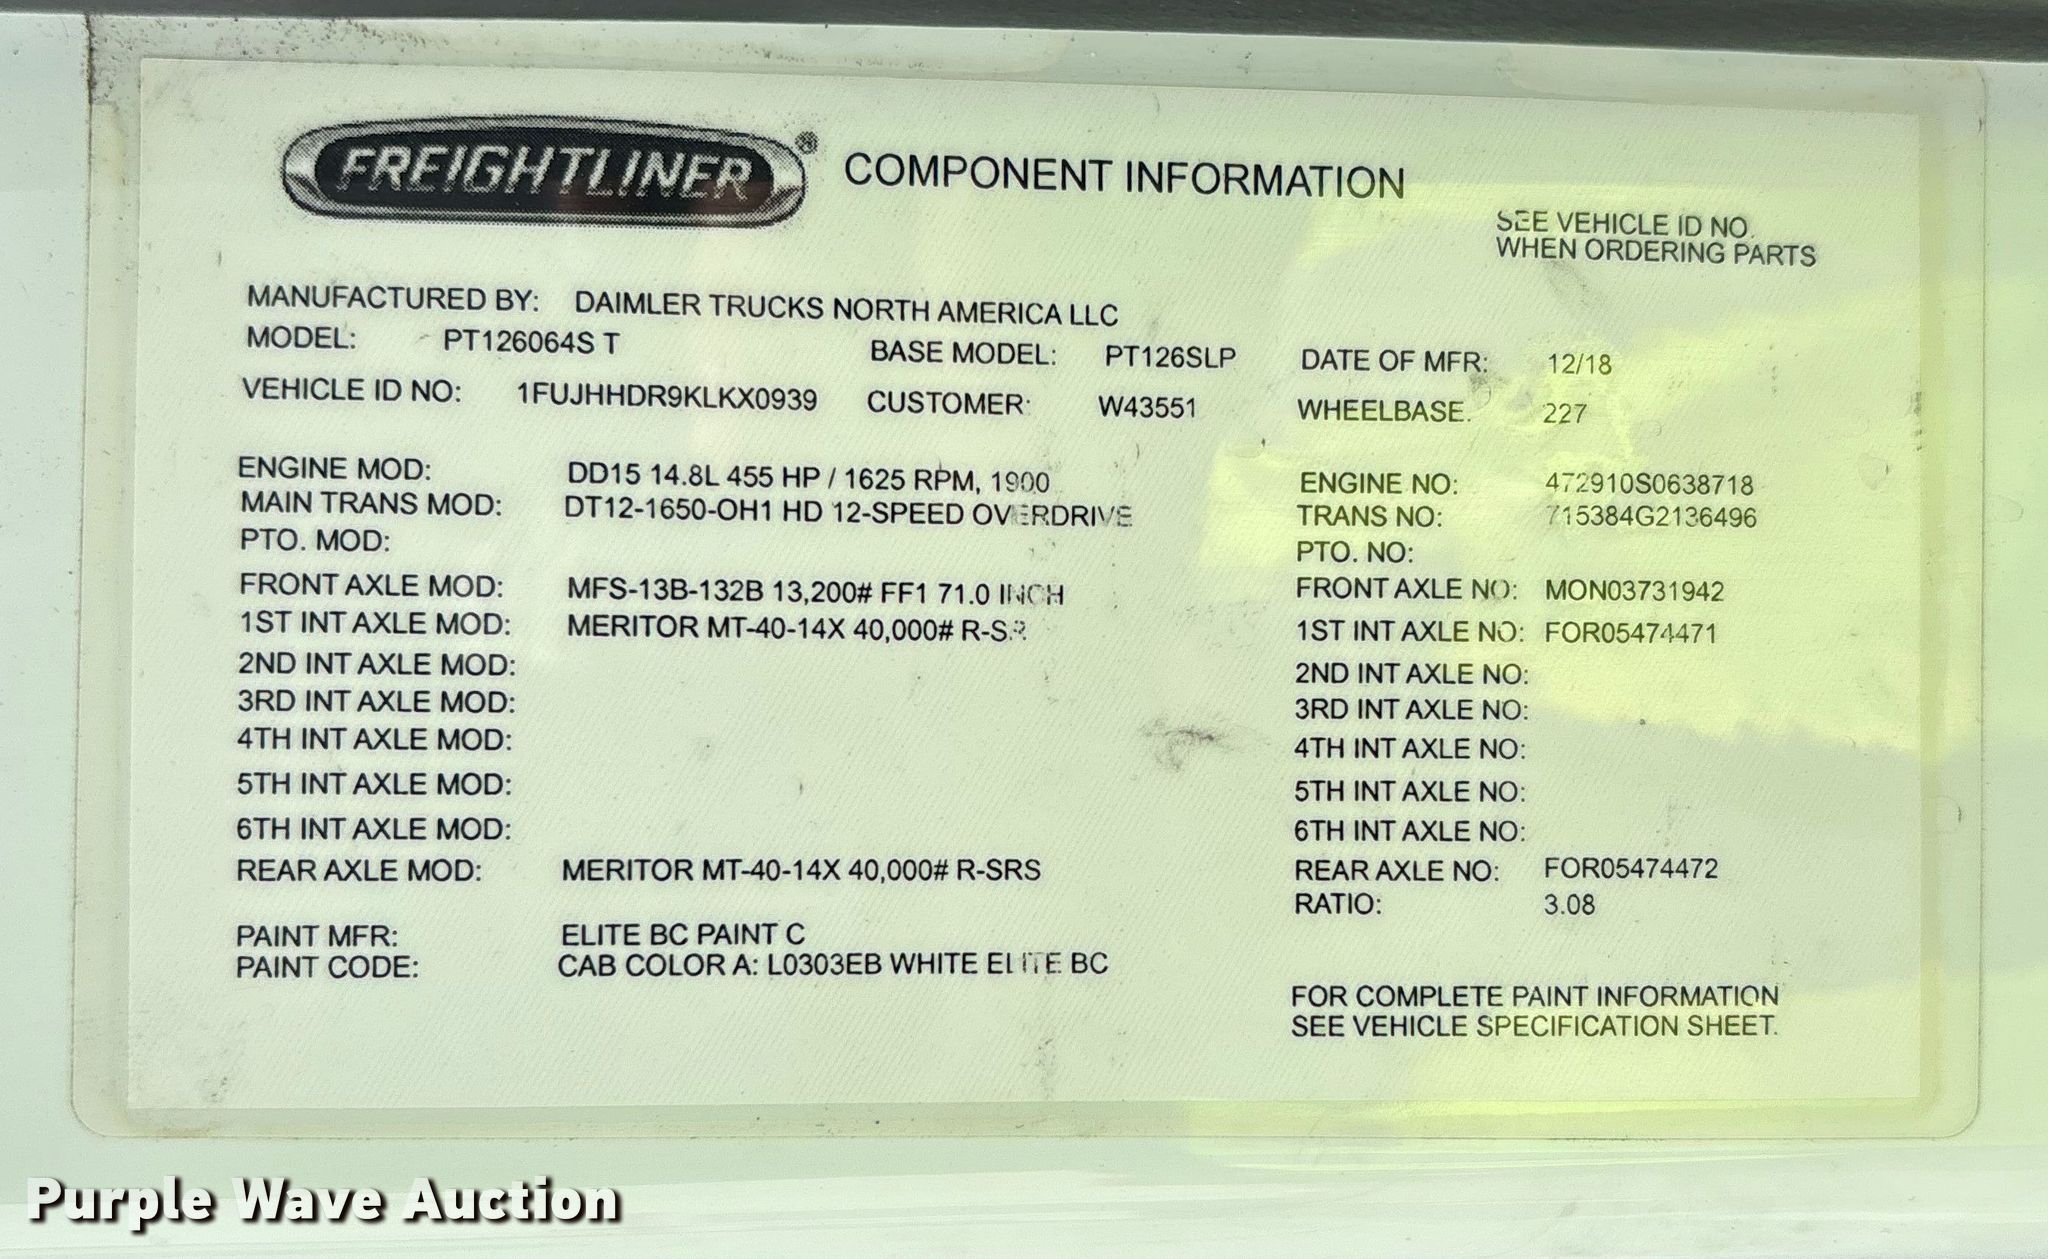 FREIGHTLINER® COMPONENT INFORMATION
SEE VEHICLE ID NO.
WHEN ORDERING PARTS
MANUFACTURED BY: DAIMLER TRUCKS NORTH AMERICA LLC
MODEL: PT126064S T BASE MODEL: PT126SLP DATE OF MFR: 12/18
VEHICLE ID NO: 1FUJHHDR9KLKX0939 CUSTOMER: W43551 WHEELBASE: 227
ENGINE MOD: DD15 14.8L 455 HP / 1625 RPM, 1900 ENGINE NO: 472910S0638718
MAIN TRANS MOD: DT12-1650-OH1 HD 12-SPEED OVERDRIVE TRANS NO: 715384G2136496
PTO. MOD: PTO. NO:
FRONT AXLE MOD: MFS-13B-132B 13,200# FF1 71.0 INCH FRONT AXLE NO: MON03731942
1ST INT AXLE MOD: MERITOR MT-40-14X 40,000# R-SR 1ST INT AXLE NO: FOR05474471
2ND INT AXLE MOD: 2ND INT AXLE NO:
3RD INT AXLE MOD: 3RD INT AXLE NO:
4TH INT AXLE MOD: 4TH INT AXLE NO:
5TH INT AXLE MOD: 5TH INT AXLE NO:
6TH INT AXLE MOD: 6TH INT AXLE NO:
REAR AXLE MOD: MERITOR MT-40-14X 40,000# R-SRS REAR AXLE NO: FOR05474472
RATIO: 3.08
PAINT MFR: ELITE BC PAINT C
PAINT CODE: CAB COLOR A: L0303EB WHITE ELITE BC
FOR COMPLETE PAINT INFORMATION
SEE VEHICLE SPECIFICATION SHEET.
Purple Wave Auction